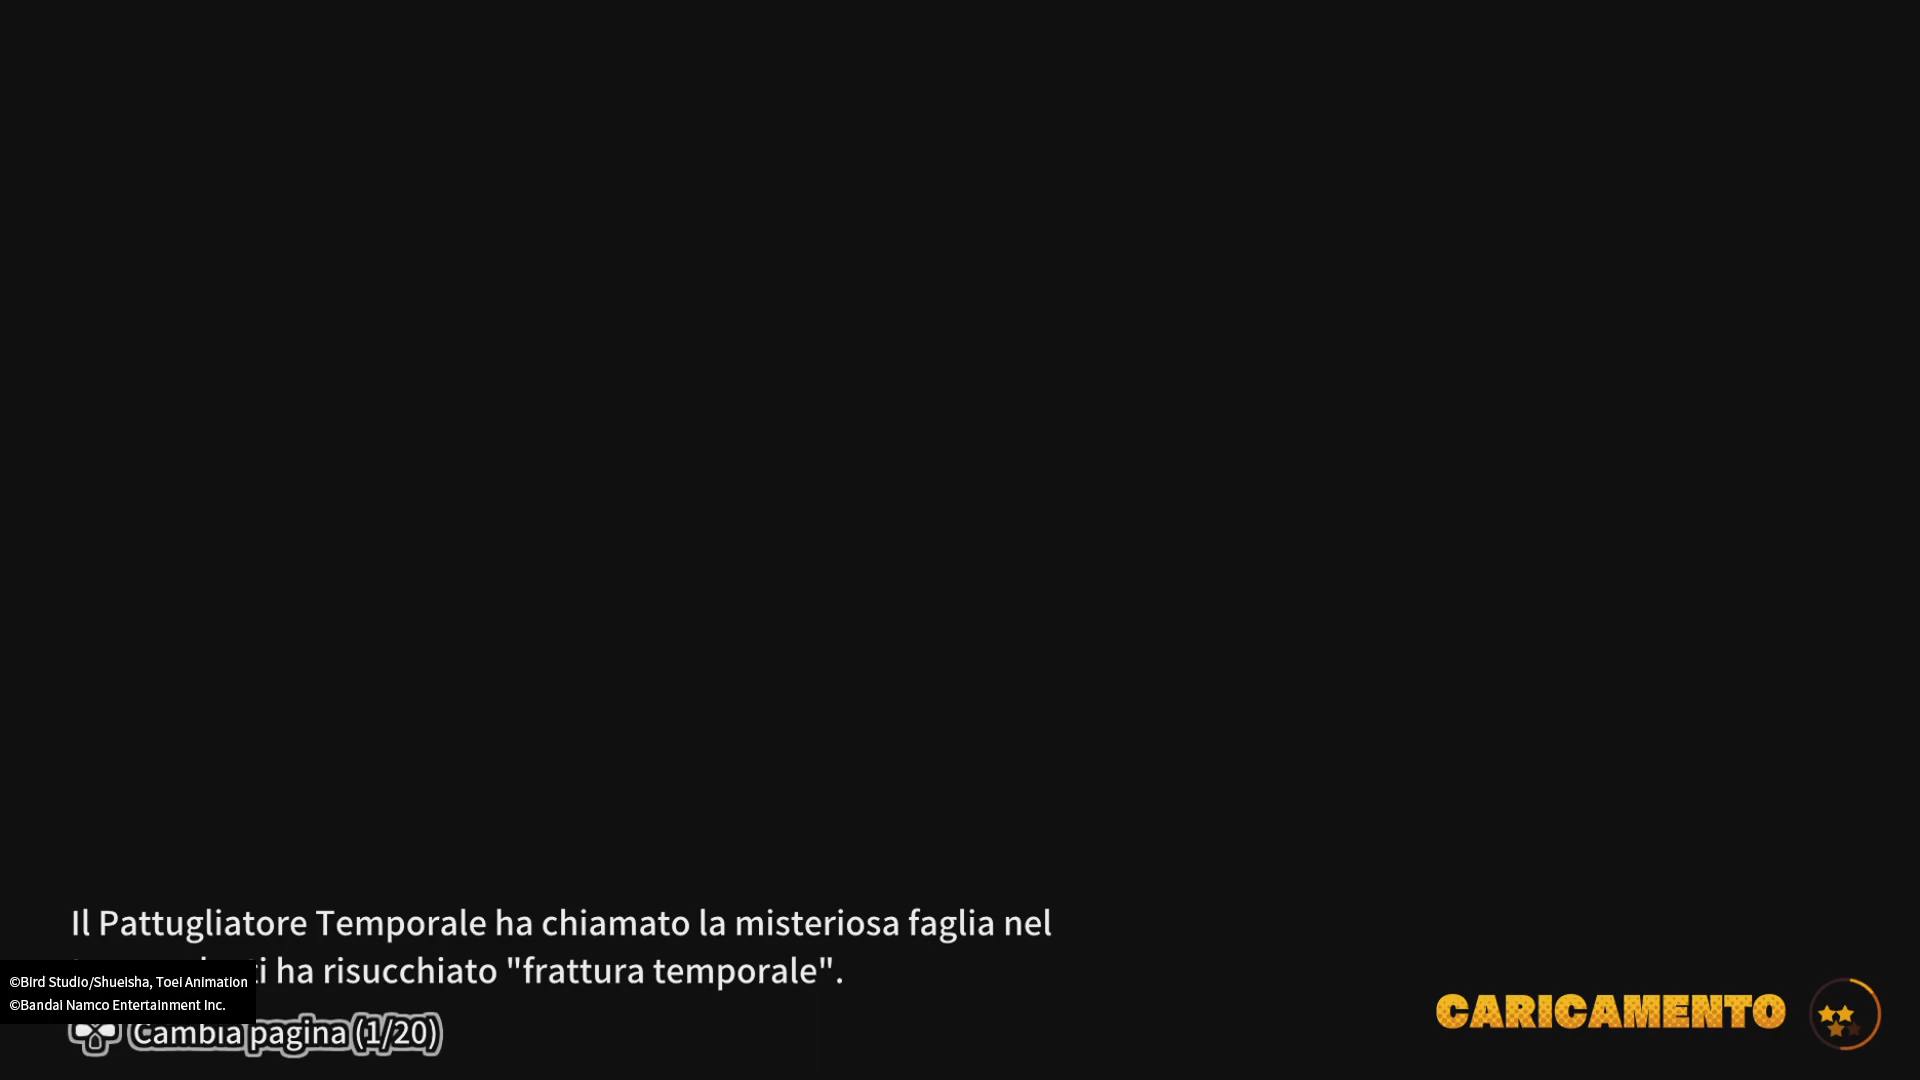 Il Pattugliatore Temporale ha chiamato la misteriosa faglia nel
ti ha risucchiato "frattura temporale".
©Bird Studio/Shueisha, Toei Animation
©Bandai Namco Entertainment Inc.
Cambia pagina (1/20)
CARICAMENTO